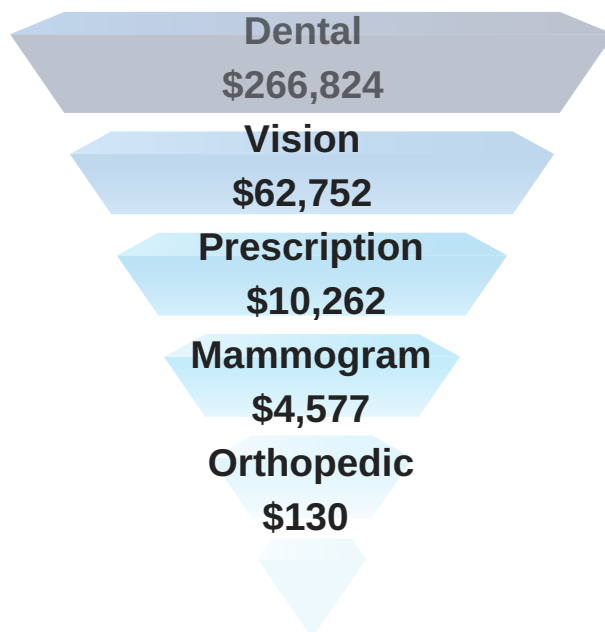 Dental
$266,824
Vision
$62,752
Prescription
$10,262
Mammogram
$4,577
Orthopedic
$130